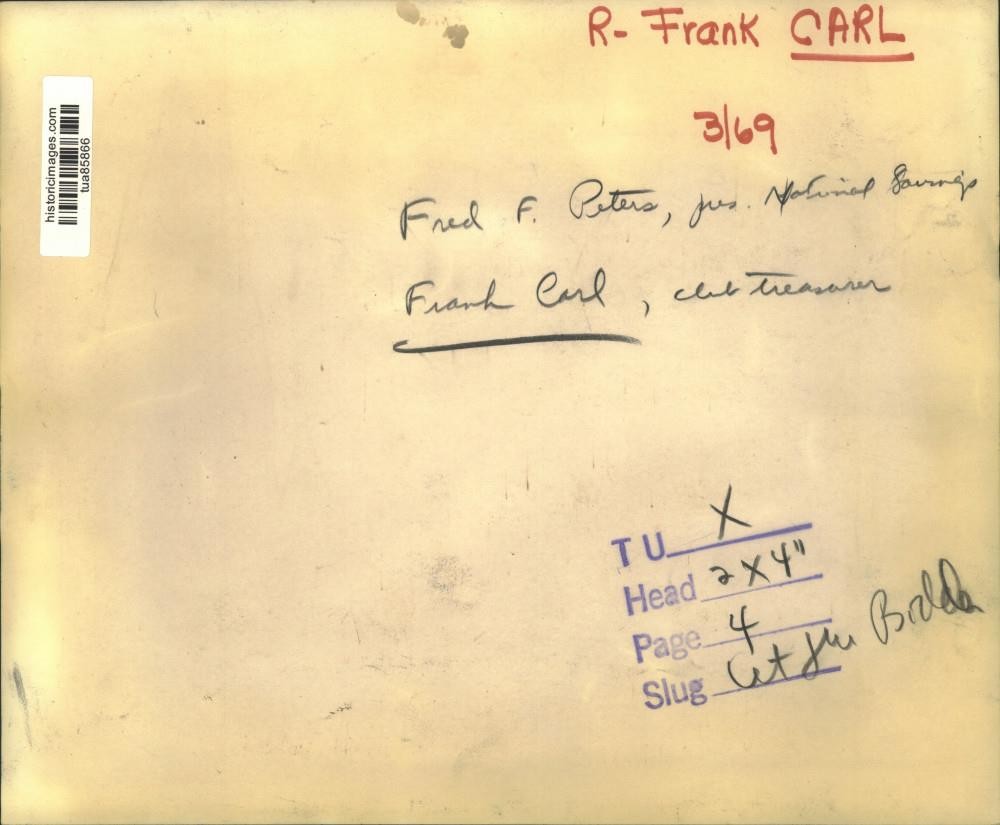 R- Frank CARL
3/69
historicimages.com
tua85866
Fred F. Peters, pres. National Savings
Frank Carl, club treasurer
TU X
Head 2x4"
Page 4
Slug